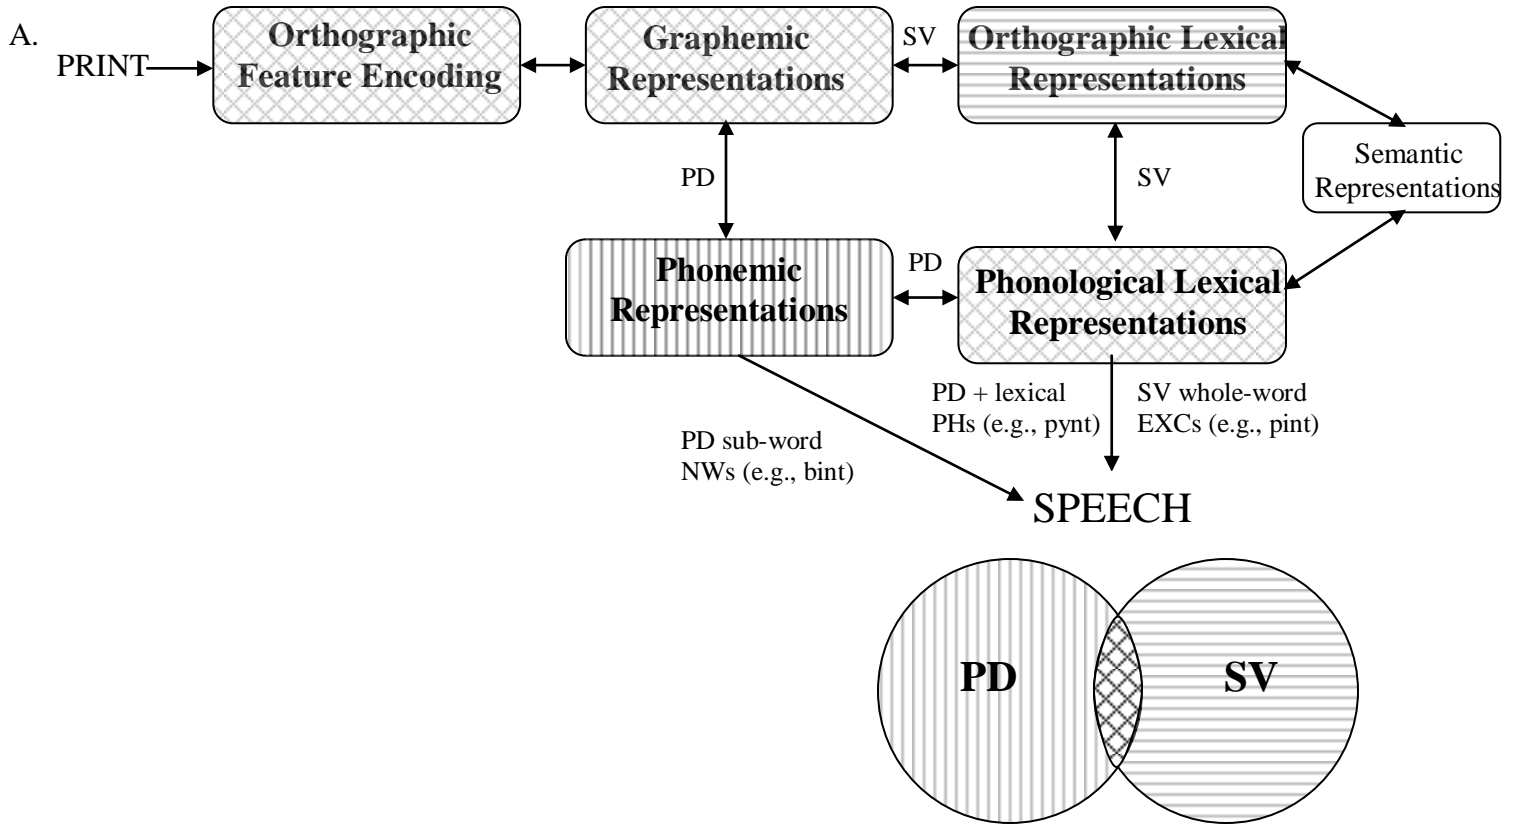 A.
PRINT
Orthographic
Feature Encoding
Graphemic
Representations
SV
Orthographic Lexical
Representations
Semantic
Representations
PD
SV
Phonemic
Representations
PD
Phonological Lexical
Representations
PD sub-word
NWs (e.g., bint)
PD + lexical
PHs (e.g., pynt)
SV whole-word
EXCs (e.g., pint)
SPEECH
PD
SV